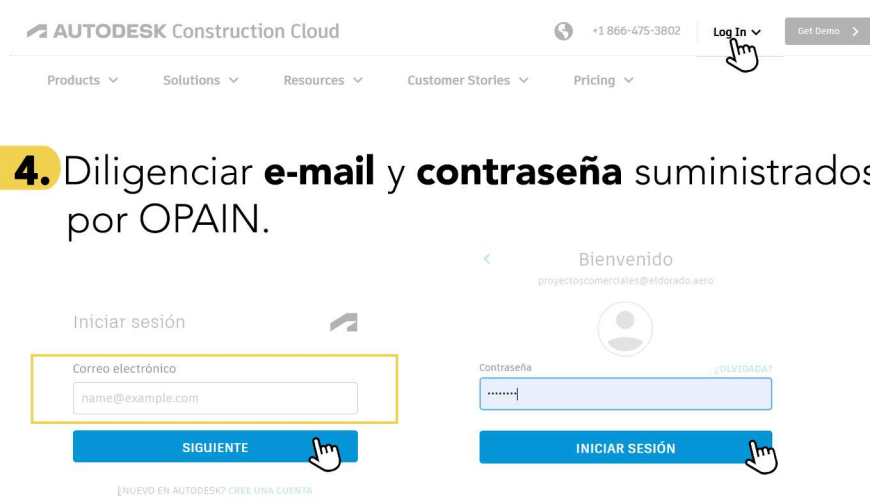 AUTODESK Construction Cloud
+1 866-475-3802
Log In
Get Demo
Products
Solutions
Resources
Customer Stories
Pricing
4. Diligenciar e-mail y contraseña suministrados
por OPAIN.
Iniciar sesión
Correo electrónico
name@example.com
SIGUIENTE
¿NUEVO EN AUTODESK? CREE UNA CUENTA
Bienvenido
proyectoscomerciales@eldorado.aero
Contraseña
¿OLVIDADA?
••••••••
INICIAR SESIÓN